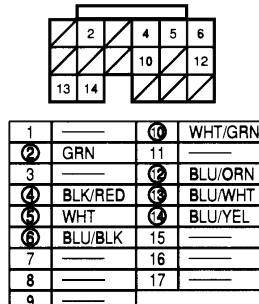 2 4 5 6
10 12
13 14
1 —— 10 WHT/GRN
2 GRN 11 ——
3 —— 12 BLU/ORN
4 BLK/RED 13 BLU/WHT
5 WHT 14 BLU/YEL
6 BLU/BLK 15 ——
7 —— 16 ——
8 —— 17 ——
9 ——